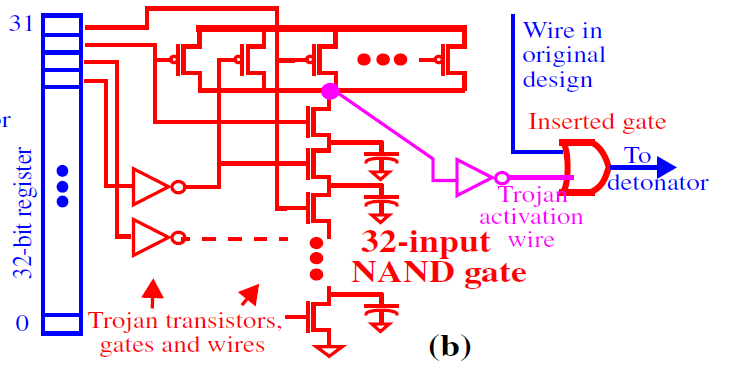 31
or
32-bit register
0
Wire in
original
design
Inserted gate
To
detonator
Trojan
activation
wire
32-input
NAND gate
Trojan transistors,
gates and wires
(b)